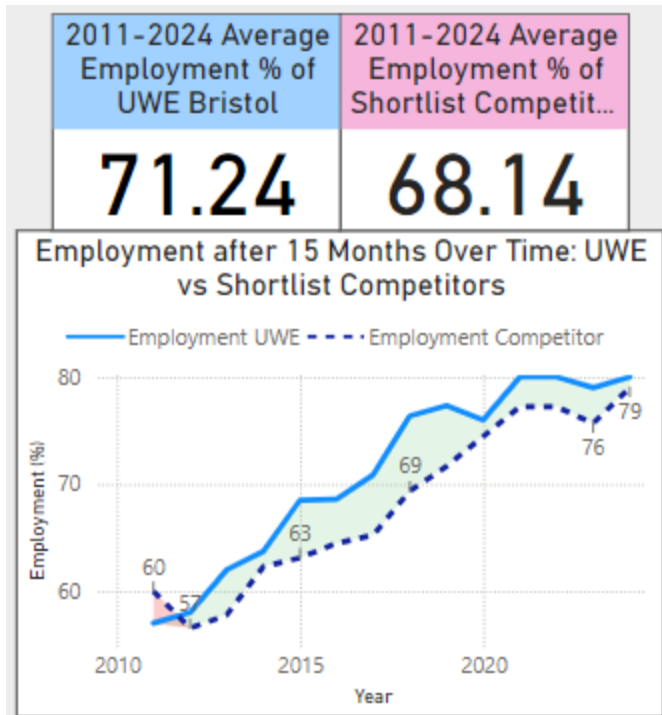 2011-2024 Average
Employment % of
UWE Bristol
2011-2024 Average
Employment % of
Shortlist Competit...
71.24
68.14
Employment after 15 Months Over Time: UWE
vs Shortlist Competitors
Employment UWE
Employment Competitor
Employment (%)
80
70
60
60
57
63
69
76
79
2010
2015
2020
Year